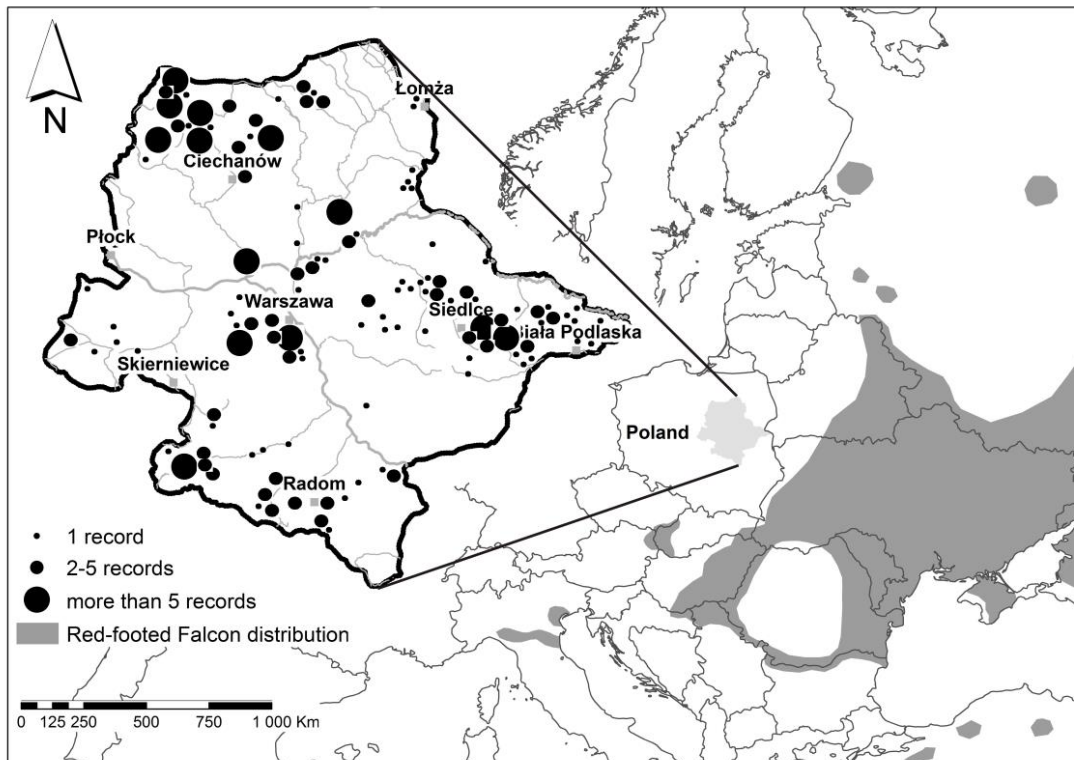 N
Łomża
Ciechanów
Płock
Warszawa
Siedlce
Biała Podlaska
Skierniewice
Poland
Radom
1 record
2-5 records
more than 5 records
Red-footed Falcon distribution
0 125 250 500 750 1 000 Km